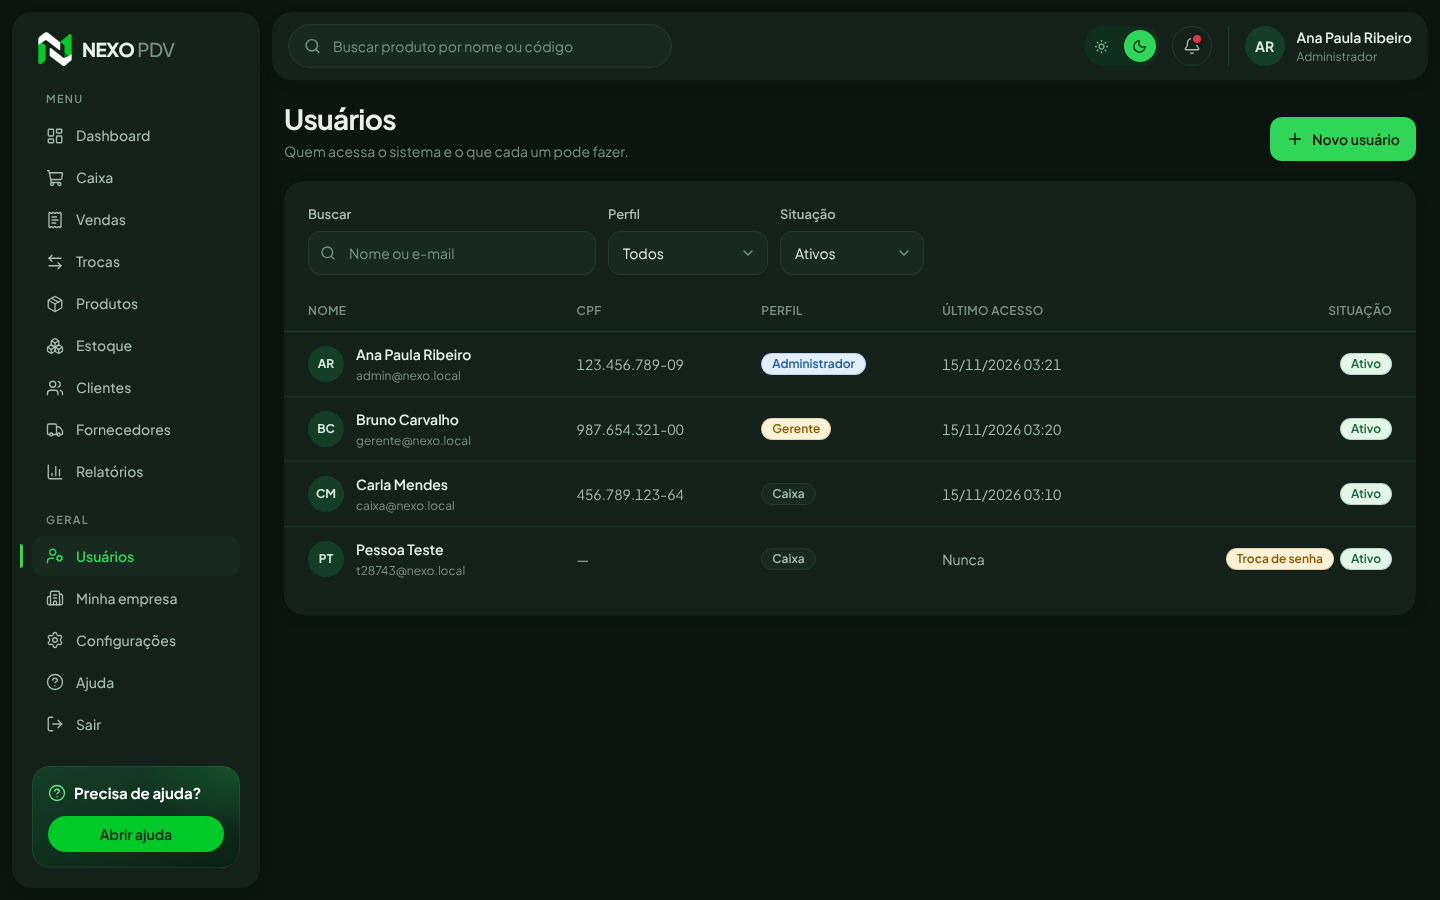 NEXO PDV
Buscar produto por nome ou código
AR
Ana Paula Ribeiro
Administrador
MENU
Dashboard
Caixa
Vendas
Trocas
Produtos
Estoque
Clientes
Fornecedores
Relatórios
GERAL
Usuários
Minha empresa
Configurações
Ajuda
Sair
Precisa de ajuda?
Abrir ajuda
Usuários
Quem acessa o sistema e o que cada um pode fazer.
Novo usuário
Buscar Perfil Situação
Nome ou e-mail Todos Ativos
NOME CPF PERFIL ÚLTIMO ACESSO SITUAÇÃO
AR Ana Paula Ribeiro 123.456.789-09 Administrador 15/11/2026 03:21 Ativo
admin@nexo.local
BC Bruno Carvalho 987.654.321-00 Gerente 15/11/2026 03:20 Ativo
gerente@nexo.local
CM Carla Mendes 456.789.123-64 Caixa 15/11/2026 03:10 Ativo
caixa@nexo.local
PT Pessoa Teste — Caixa Nunca Troca de senha Ativo
t28743@nexo.local